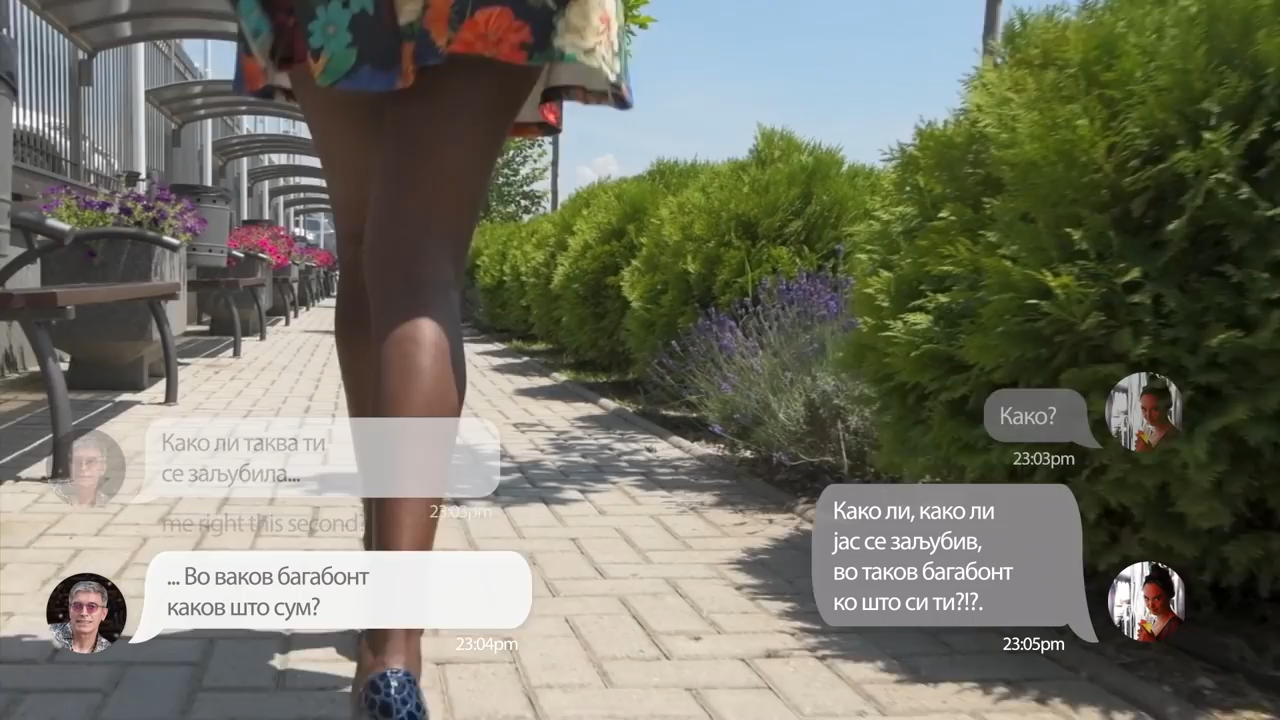 Како ли таква ти
се заљубила...
23:03pm
me right this second?
... Во ваков багабонт
каков што сум?
23:04pm
Како?
23:03pm
Како ли, како ли
јас се заљубив,
во таков багабонт
ко што си ти?!?.
23:05pm